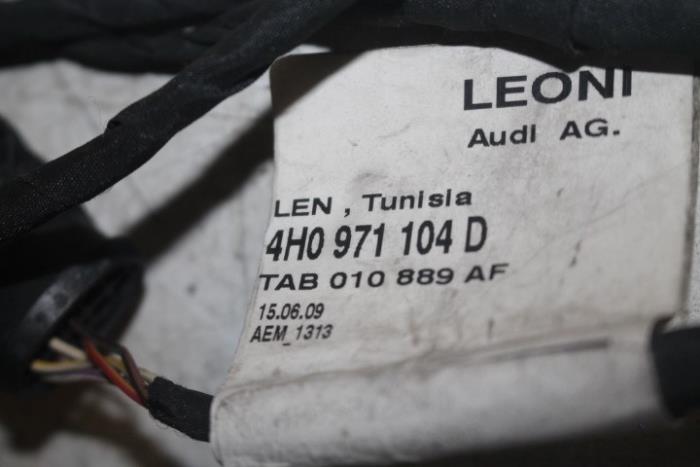 LEONI
Audi AG.
LEN , Tunisia
4H0 971 104 D
TAB 010 889 AF
15.06.09
AEM_1313